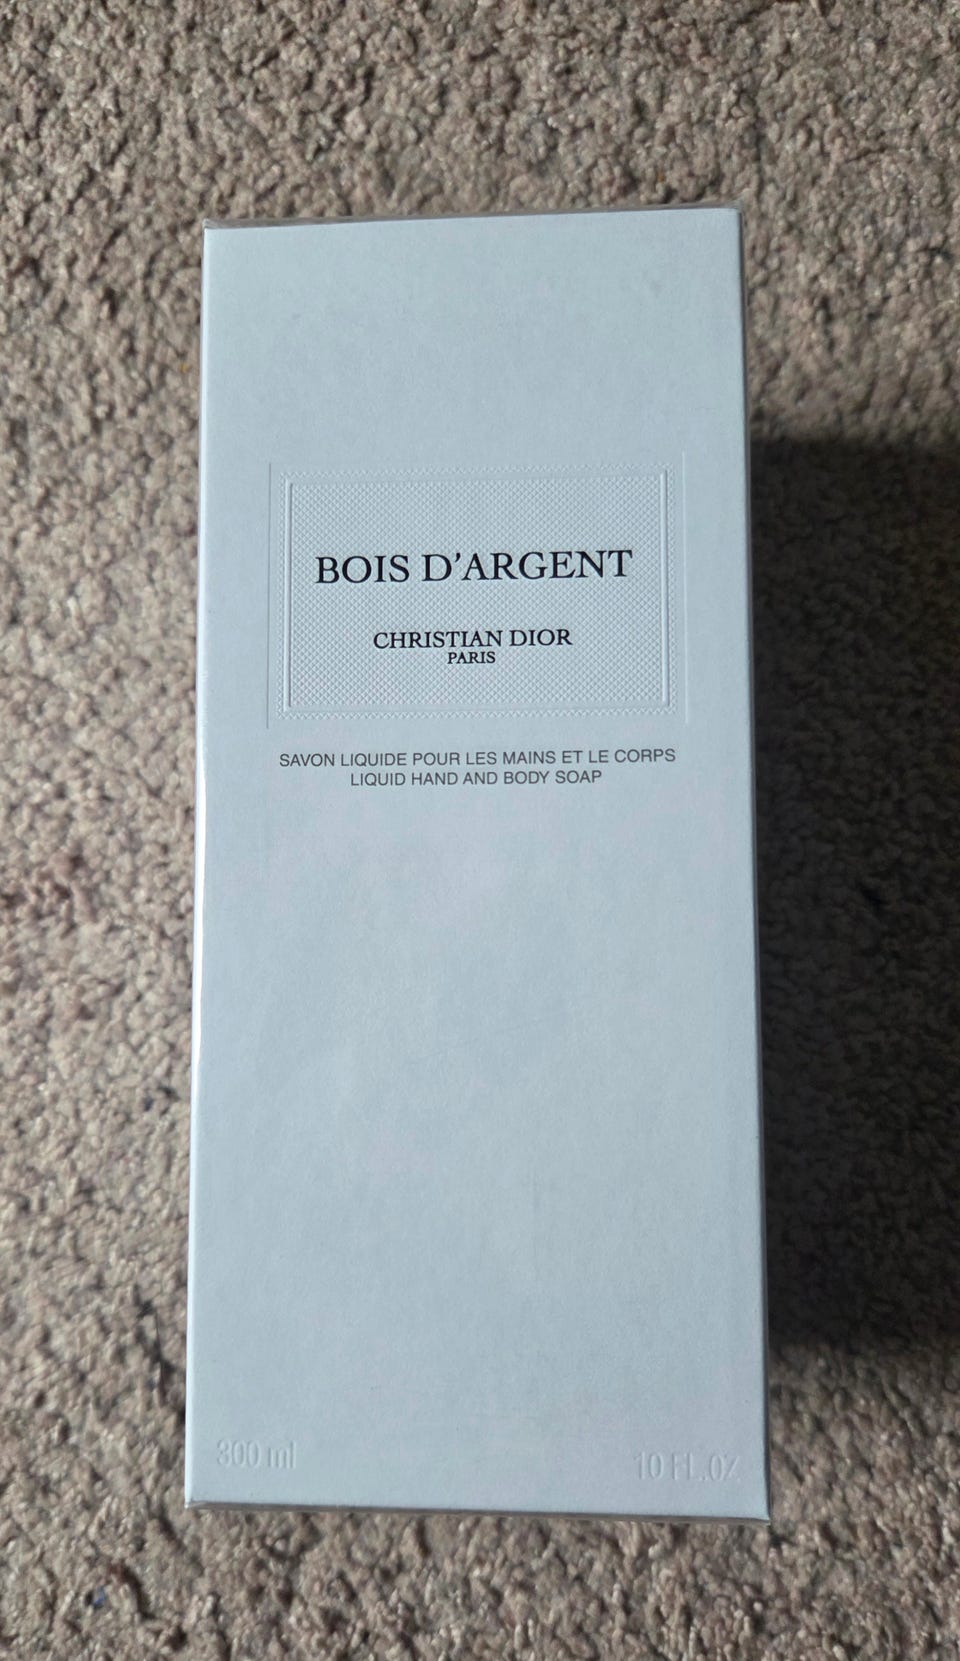 BOIS D'ARGENT
CHRISTIAN DIOR
PARIS
SAVON LIQUIDE POUR LES MAINS ET LE CORPS
LIQUID HAND AND BODY SOAP
300 ml
10 FL.OZ